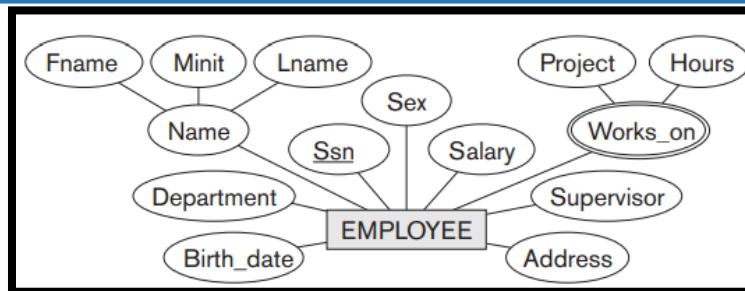 Fname Minit Lname Project Hours
Sex
Name Works_on
Ssn Salary
Department Supervisor
EMPLOYEE
Birth_date Address